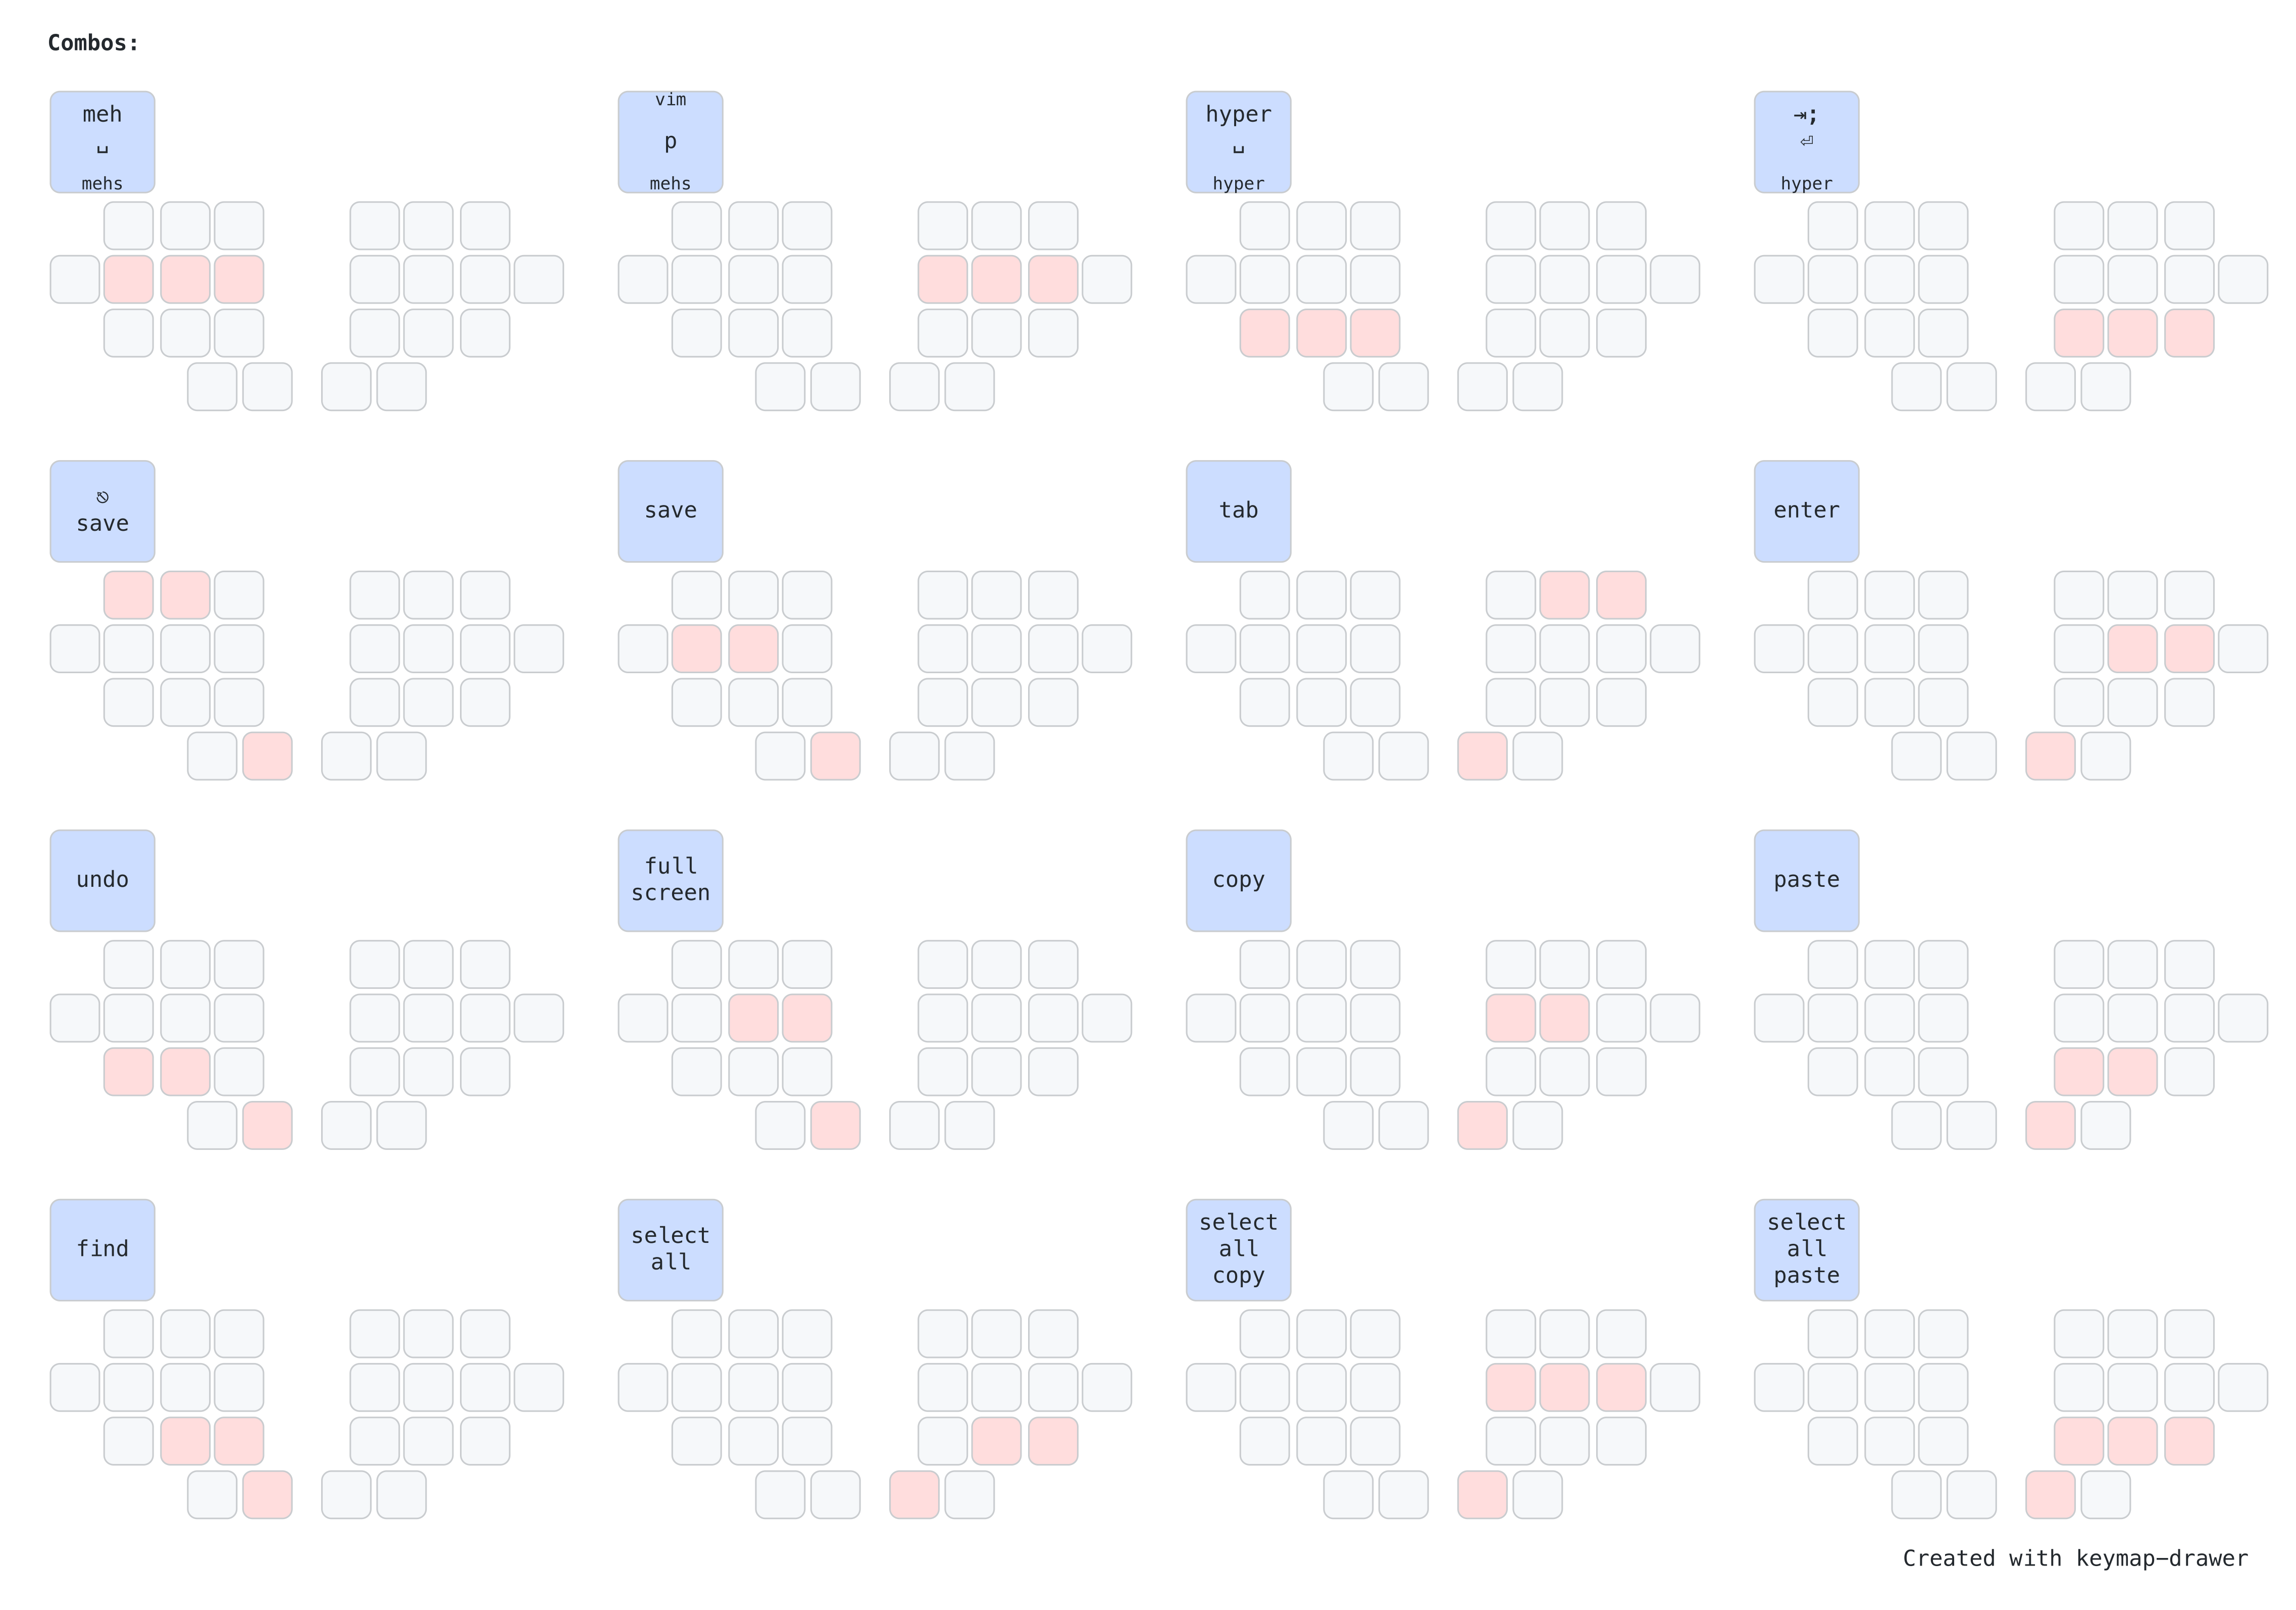 Combos:
meh
␣
mehs
vim
p
mehs
hyper
␣
hyper
⇥;
⏎
hyper
⎋
save
save
tab
enter
undo
full
screen
copy
paste
find
select
all
select
all
copy
select
all
paste
Created with keymap-drawer